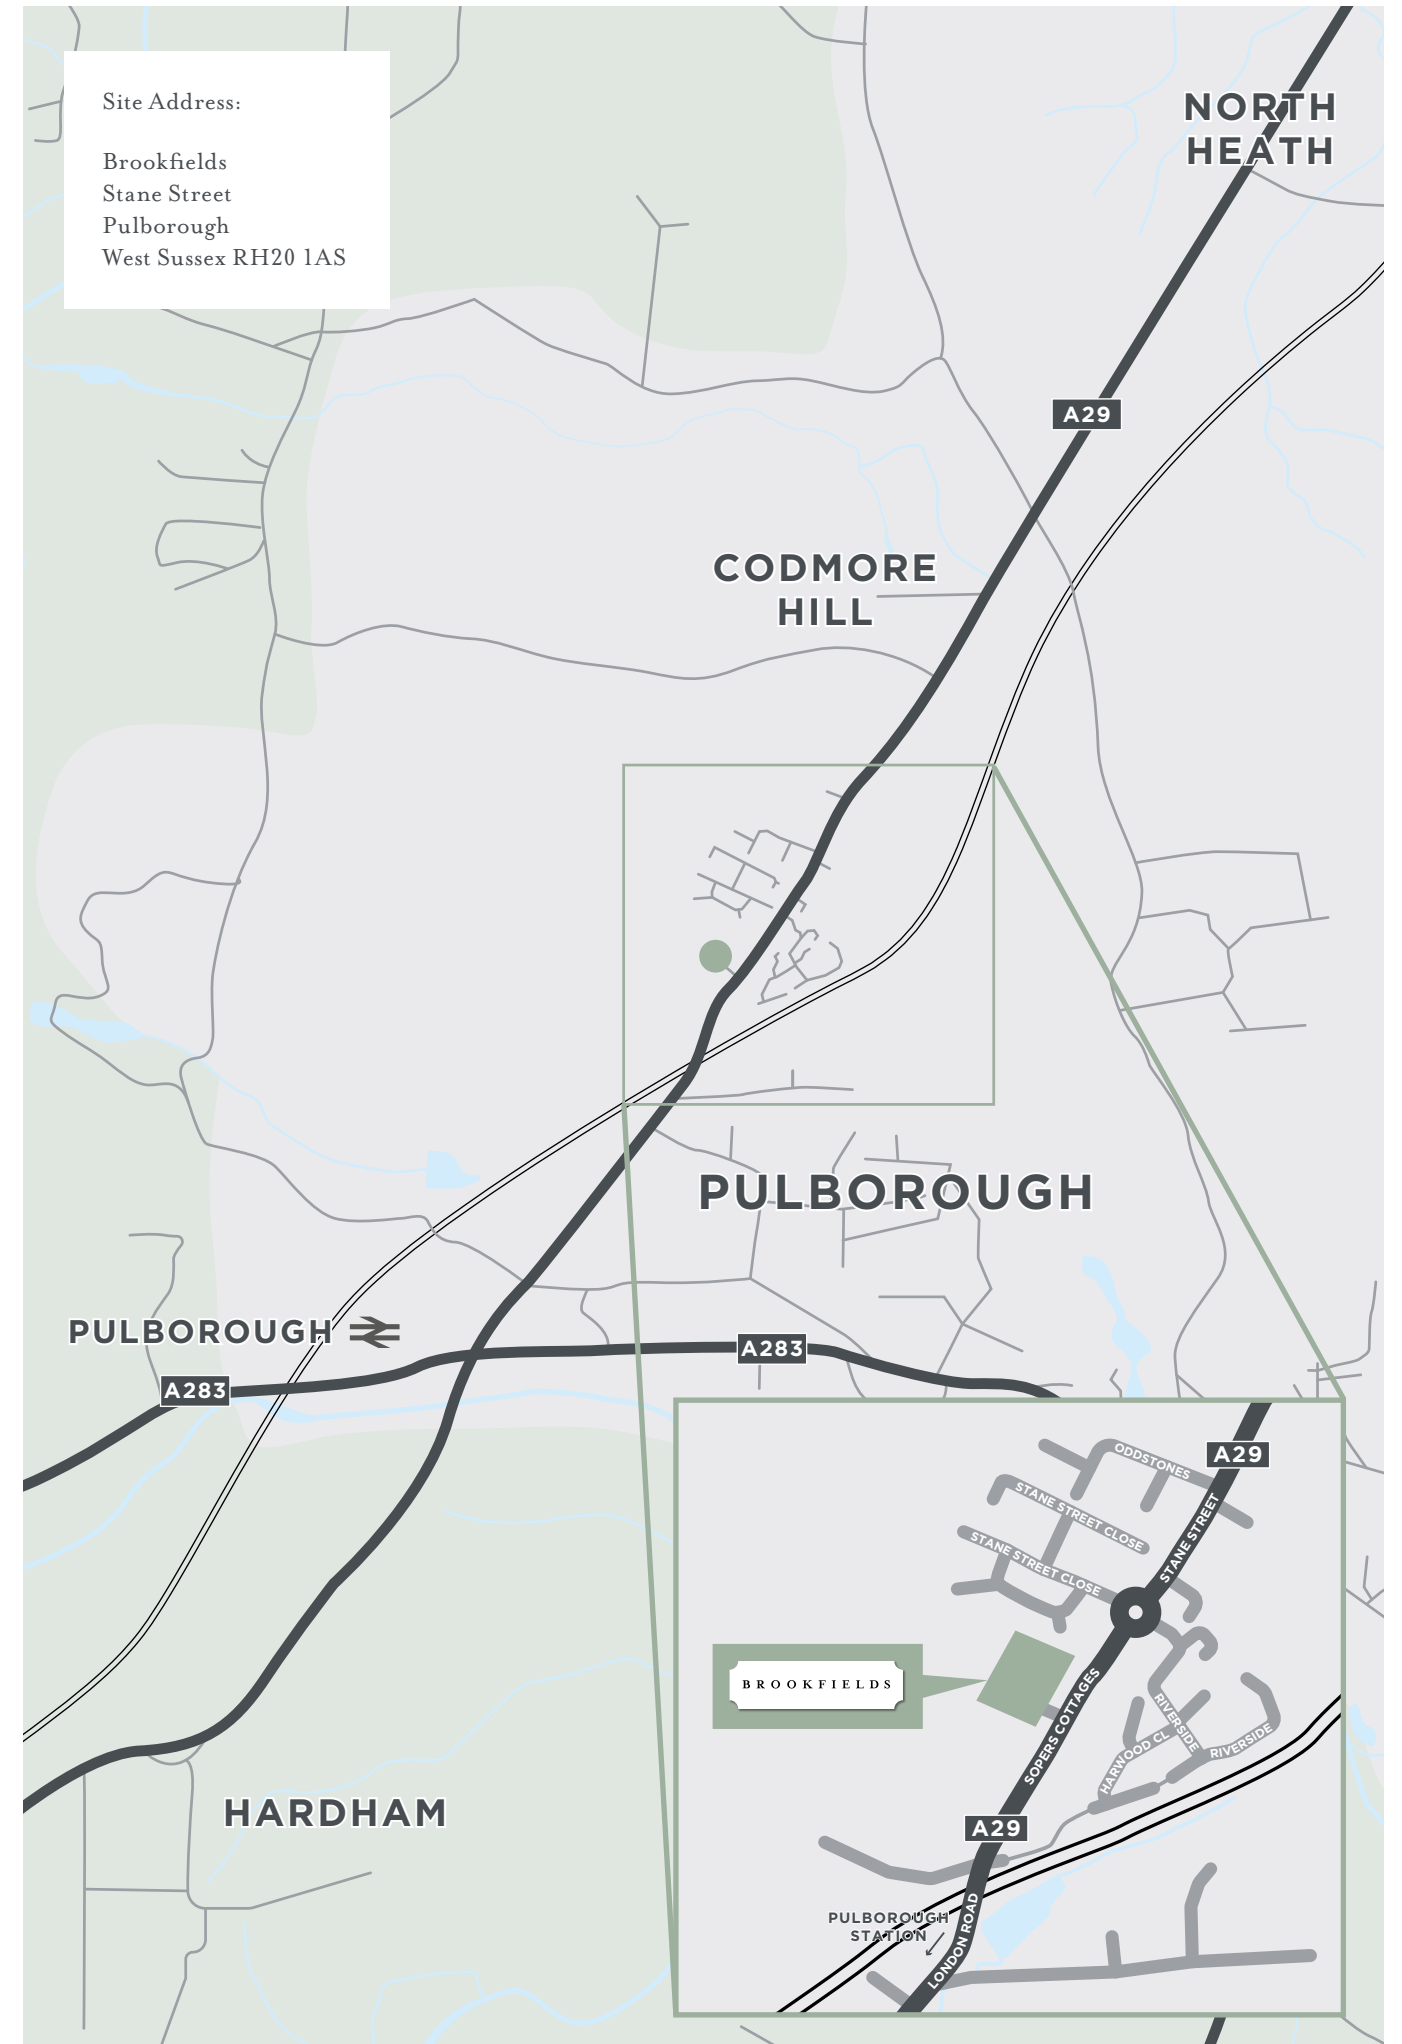 Site Address:
Brookfields
Stane Street
Pulborough
West Sussex RH20 1AS
NORTH
HEATH
A29
CODMORE
HILL
PULBOROUGH
PULBOROUGH
A283
A283
HARDHAM
A29
ODDSTONES
STANE STREET CLOSE
STANE STREET
STANE STREET CLOSE
BROOKFIELDS
SOPERS COTTAGES
RIVERSIDE
HARWOOD CL
RIVERSIDE
A29
PULBOROUGH
STATION
LONDON ROAD